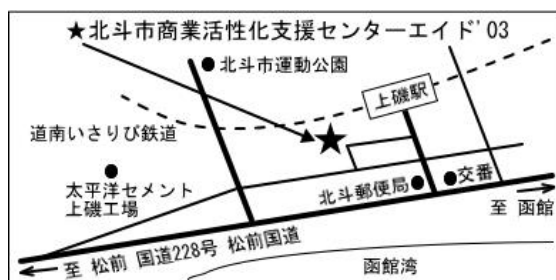 ★北斗市商業活性化支援センターエイド'03
北斗市運動公園
上磯駅
道南いさりび鉄道
太平洋セメント
上磯工場
北斗郵便局
交番
至 函館
至 松前 国道228号 松前国道
函館湾